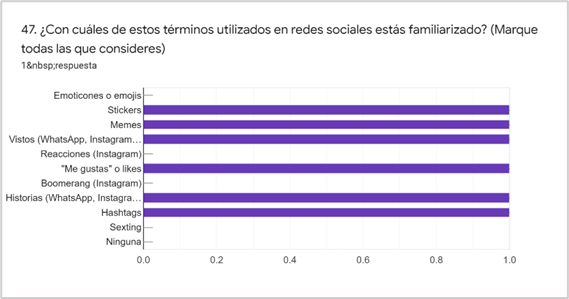 47. ¿Con cuáles de estos términos utilizados en redes sociales estás familiarizado? (Marque
todas las que consideres)
1&nbsp;respuesta
Emoticones o emojis
Stickers
Memes
Vistos (WhatsApp, Instagram…
Reacciones (Instagram)
"Me gustas" o likes
Boomerang (Instagram)
Historias (WhatsApp, Instagra…
Hashtags
Sexting
Ninguna
0.0 0.2 0.4 0.6 0.8 1.0